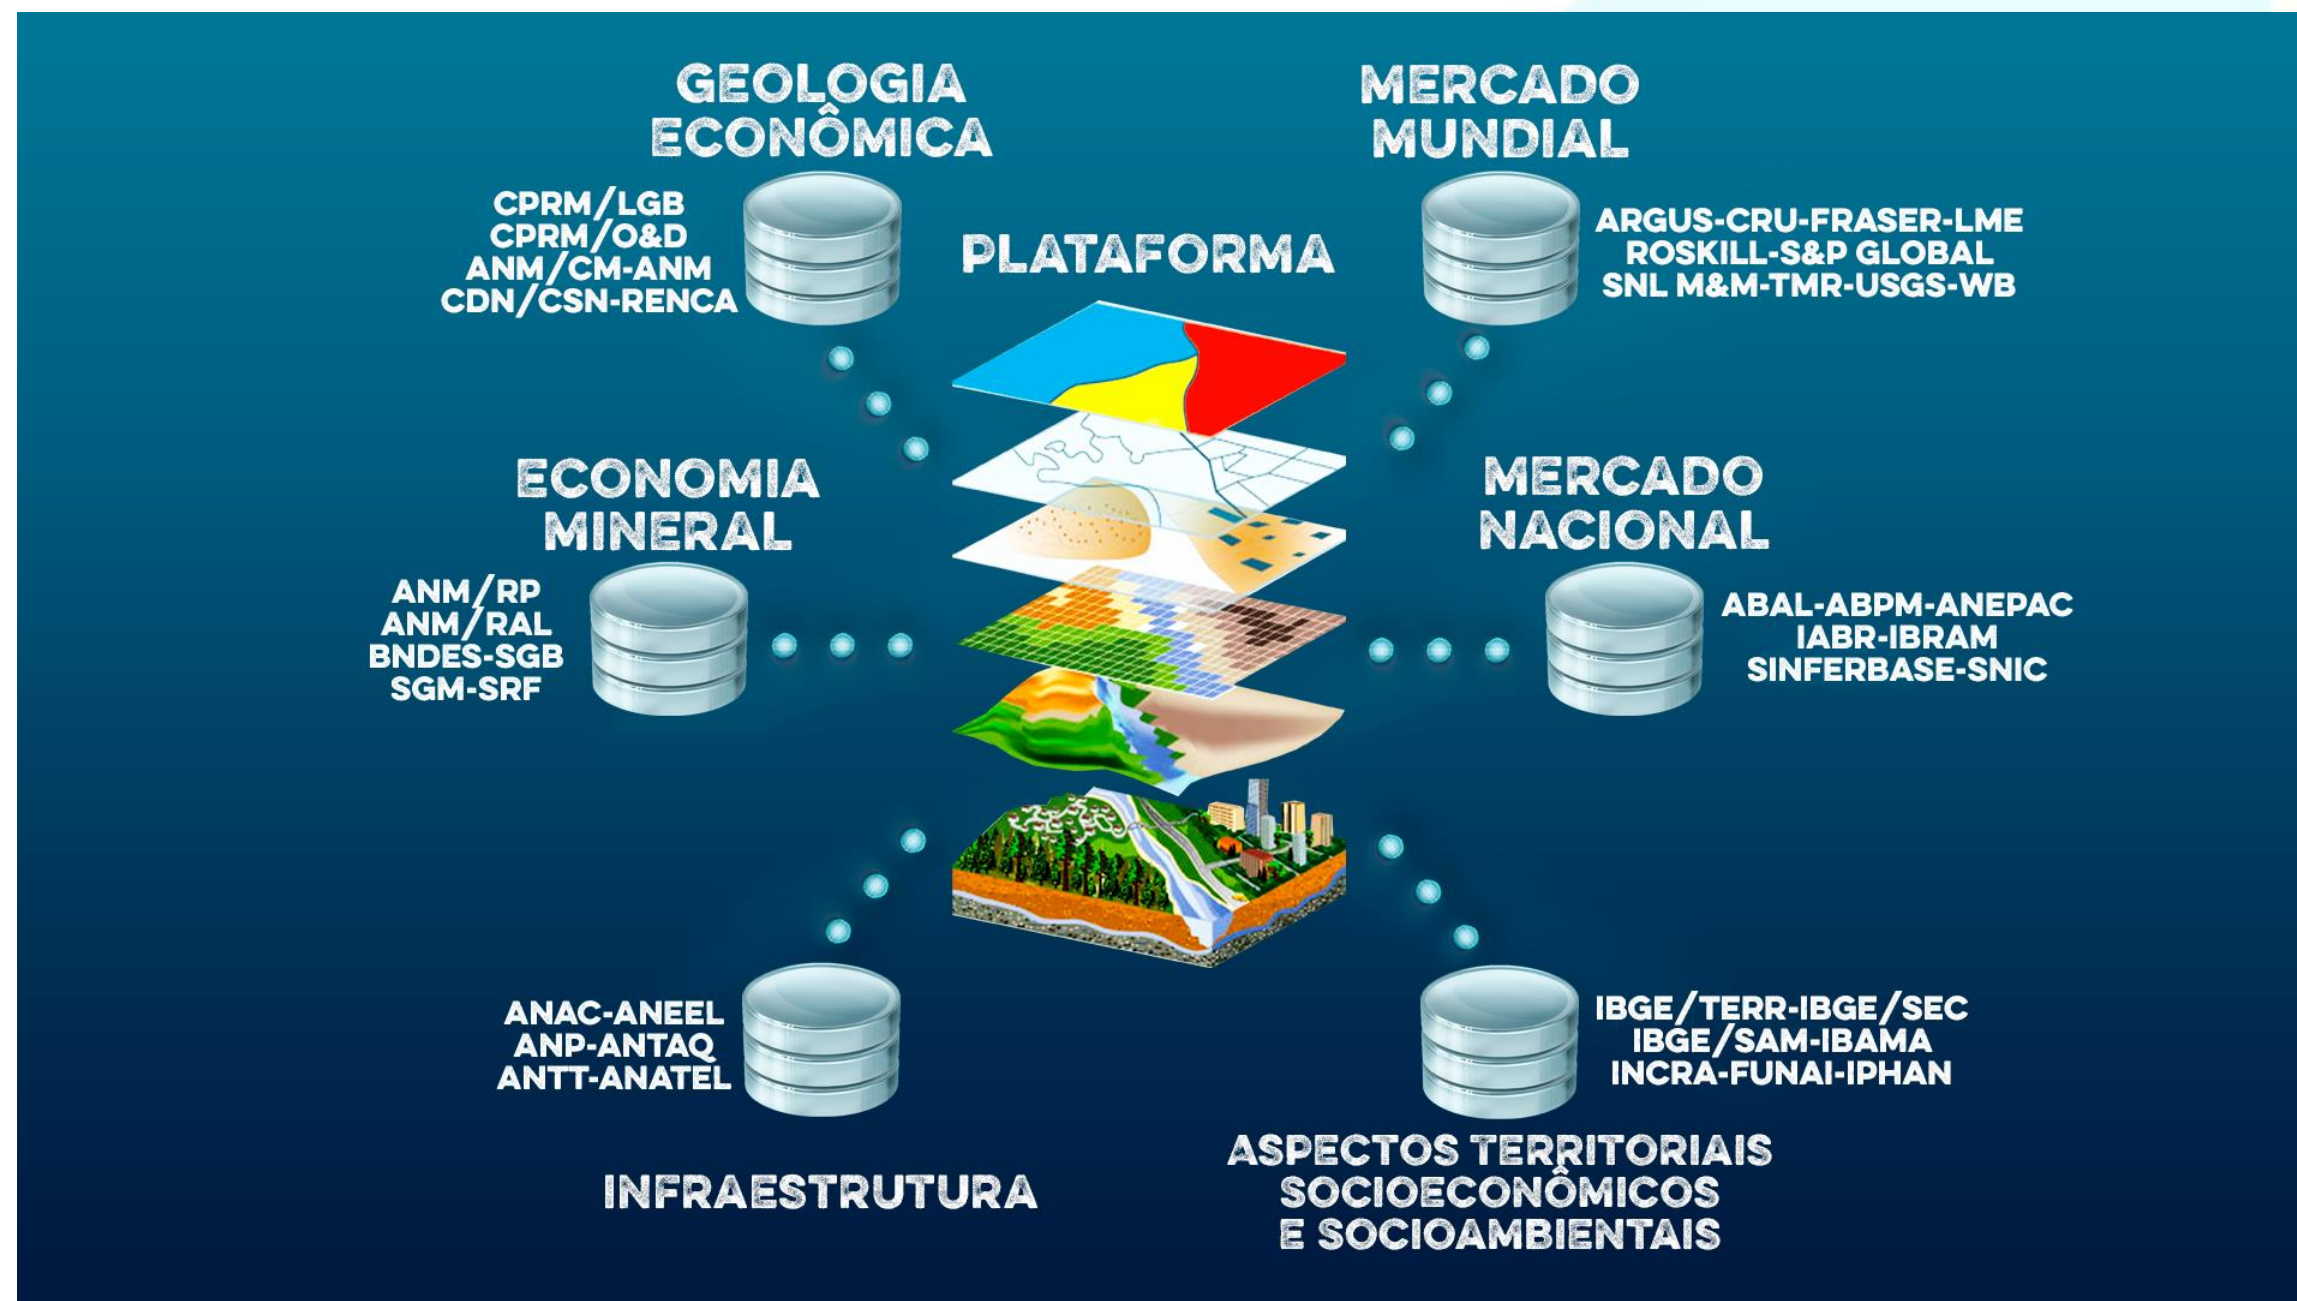 GEOLOGIA
ECONÔMICA
CPRM/LGB
CPRM/O&D
ANM/CM-ANM
CDN/CSN-RENCA
PLATAFORMA
MERCADO
MUNDIAL
ARGUS-CRU-FRASER-LME
ROSKILL-S&P GLOBAL
SNL M&M-TMR-USGS-WB
ECONOMIA
MINERAL
ANM/RP
ANM/RAL
BNDES-SGB
SGM-SRF
MERCADO
NACIONAL
ABAL-ABPM-ANEPAC
IABR-IBRAM
SINFERBASE-SNIC
ANAC-ANEEL
ANP-ANTAQ
ANTT-ANATEL
INFRAESTRUTURA
IBGE/TERR-IBGE/SEC
IBGE/SAM-IBAMA
INCRA-FUNAI-IPHAN
ASPECTOS TERRITORIAIS
SOCIOECONÔMICOS
E SOCIOAMBIENTAIS